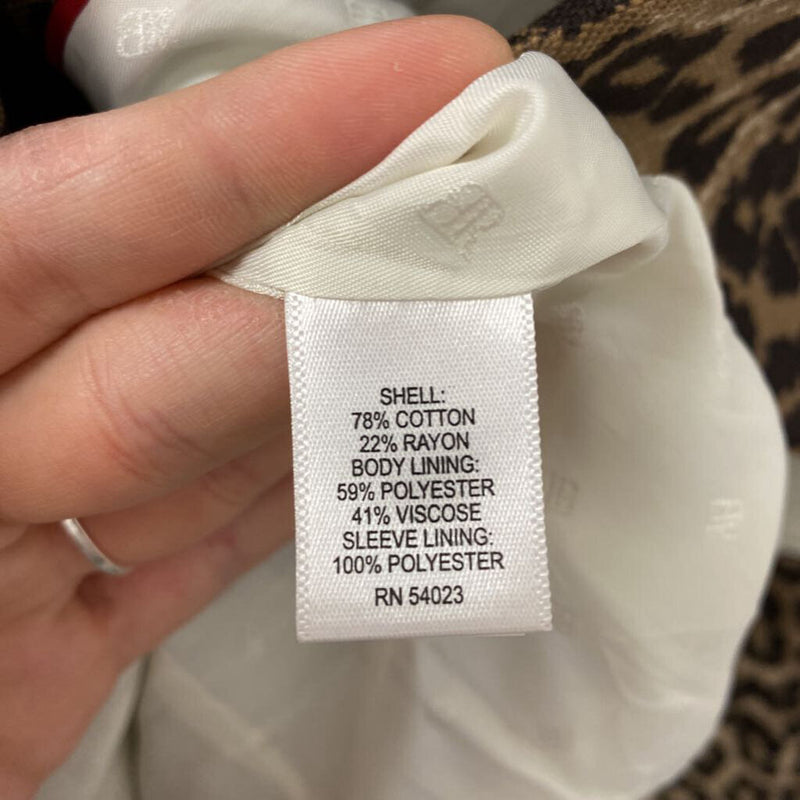 SHELL:
78% COTTON
22% RAYON
BODY LINING:
59% POLYESTER
41% VISCOSE
SLEEVE LINING:
100% POLYESTER
RN 54023